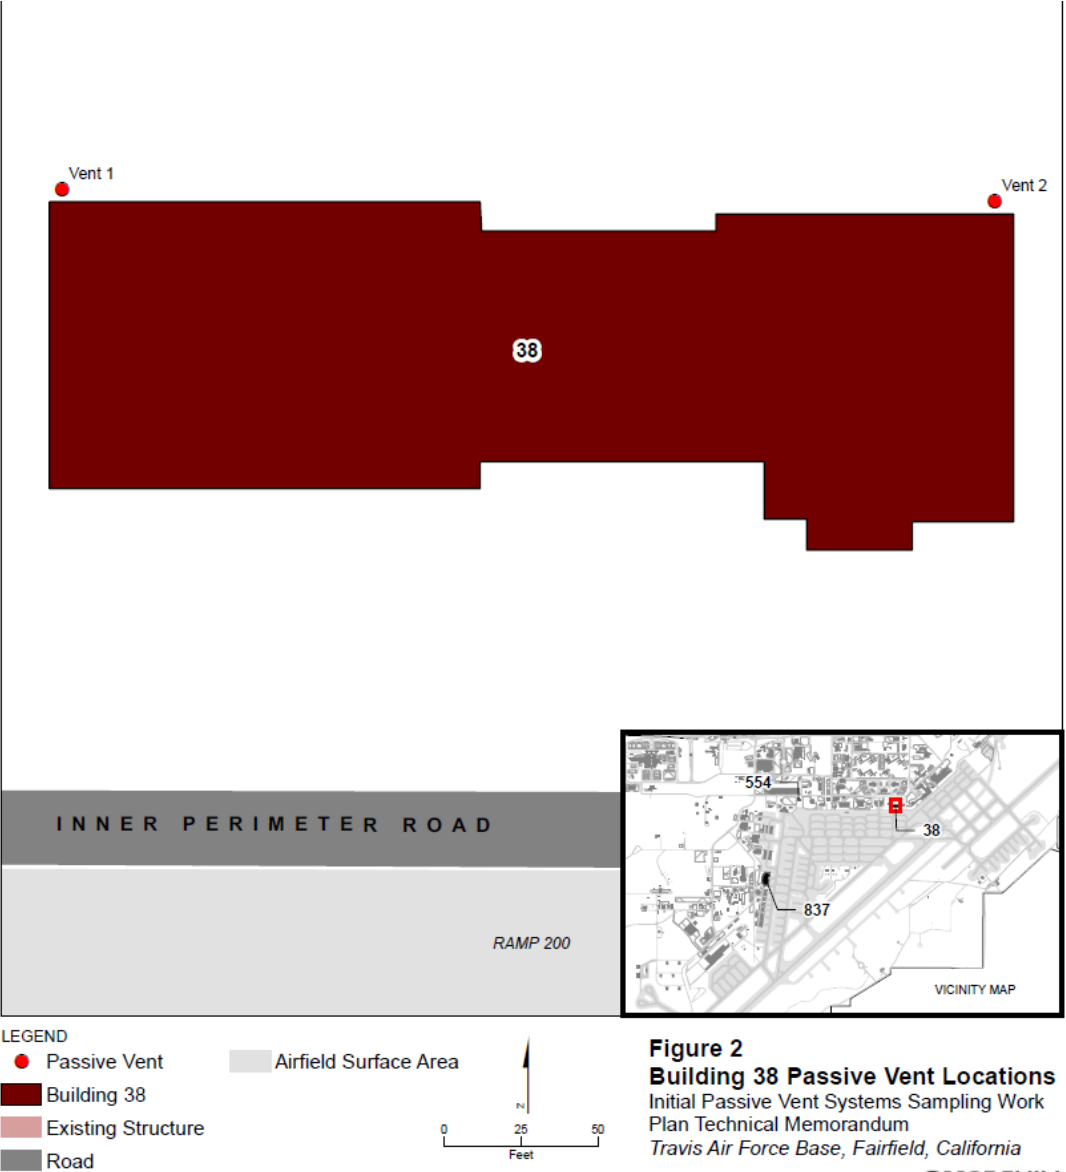 Vent 1
Vent 2
38
INNER PERIMETER ROAD
RAMP 200
554
38
837
VICINITY MAP
LEGEND
Passive Vent
Building 38
Existing Structure
Road
Airfield Surface Area
N
0 25 50
Feet
Figure 2
Building 38 Passive Vent Locations
Initial Passive Vent Systems Sampling Work
Plan Technical Memorandum
Travis Air Force Base, Fairfield, California